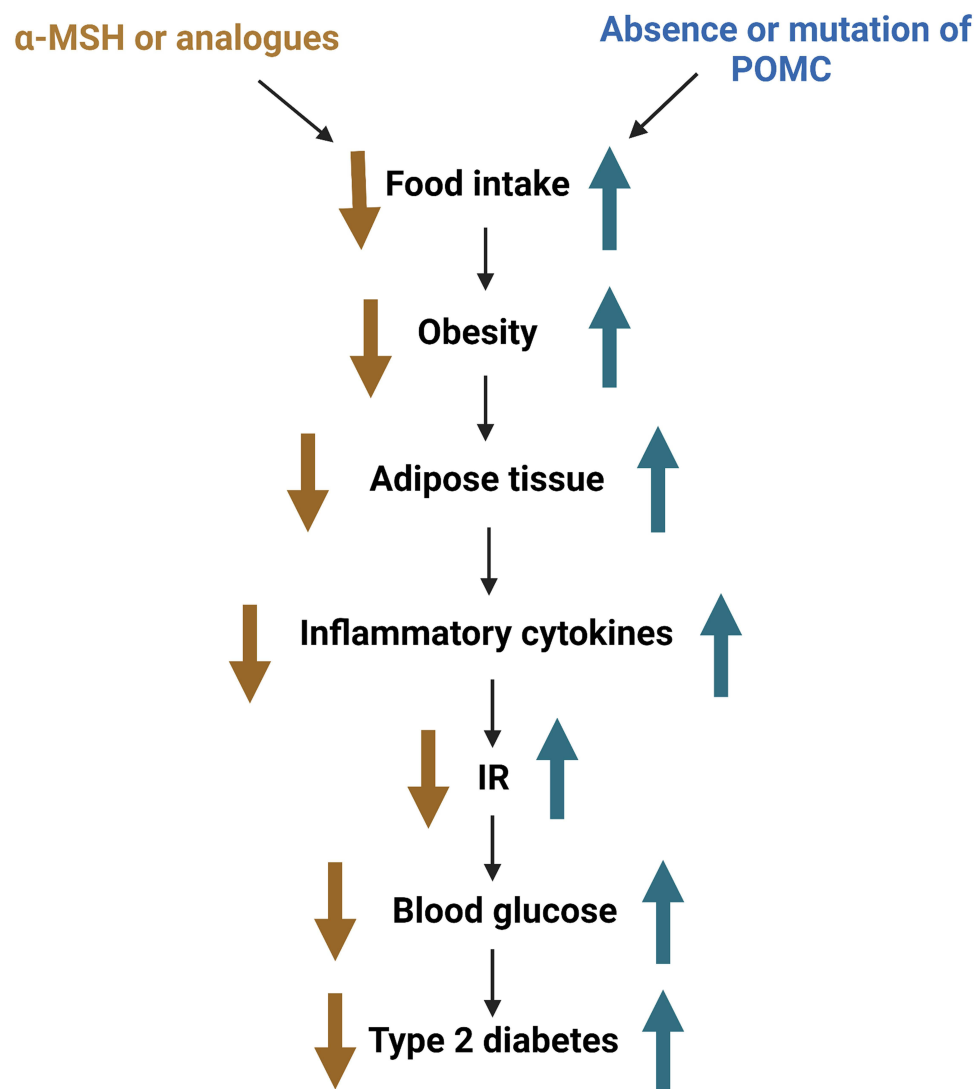 α-MSH or analogues
Absence or mutation of
POMC
Food intake
Obesity
Adipose tissue
Inflammatory cytokines
IR
Blood glucose
Type 2 diabetes